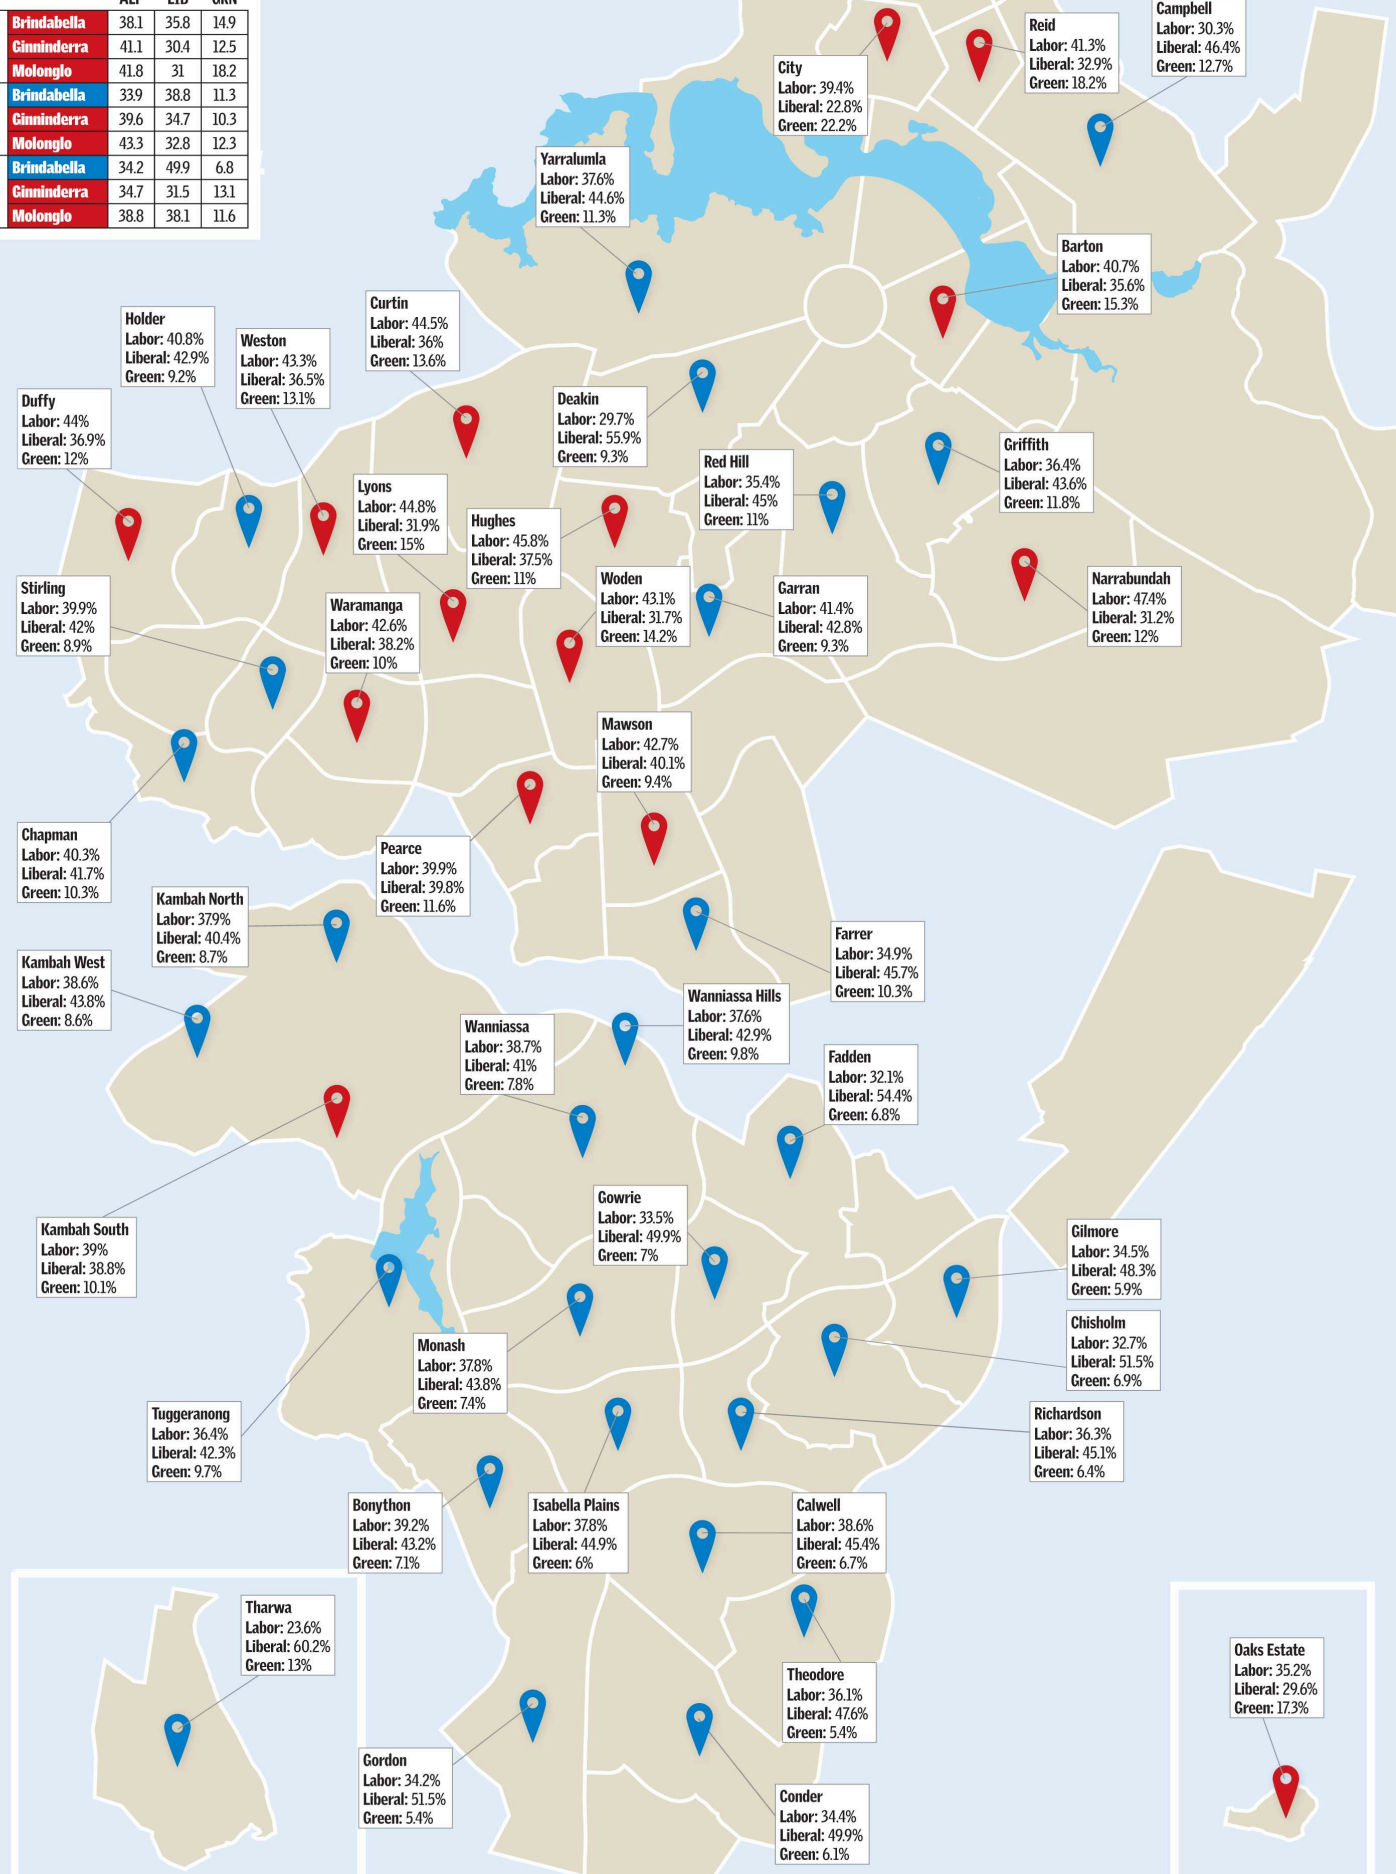 ALP LIB GRN
Brindabella 38.1 35.8 14.9
Ginninderra 41.1 30.4 12.5
Molonglo 41.8 31 18.2
Brindabella 33.9 38.8 11.3
Ginninderra 39.6 34.7 10.3
Molonglo 43.3 32.8 12.3
Brindabella 34.2 49.9 6.8
Ginninderra 34.7 31.5 13.1
Molonglo 38.8 38.1 11.6
Campbell
Labor: 30.3%
Liberal: 46.4%
Green: 12.7%
Reid
Labor: 41.3%
Liberal: 32.9%
Green: 18.2%
City
Labor: 39.4%
Liberal: 22.8%
Green: 22.2%
Yarralumla
Labor: 37.6%
Liberal: 44.6%
Green: 11.3%
Barton
Labor: 40.7%
Liberal: 35.6%
Green: 15.3%
Curtin
Labor: 44.5%
Liberal: 36%
Green: 13.6%
Holder
Labor: 40.8%
Liberal: 42.9%
Green: 9.2%
Weston
Labor: 43.3%
Liberal: 36.5%
Green: 13.1%
Duffy
Labor: 44%
Liberal: 36.9%
Green: 12%
Deakin
Labor: 29.7%
Liberal: 55.9%
Green: 9.3%
Griffith
Labor: 36.4%
Liberal: 43.6%
Green: 11.8%
Red Hill
Labor: 35.4%
Liberal: 45%
Green: 11%
Lyons
Labor: 44.8%
Liberal: 31.9%
Green: 15%
Hughes
Labor: 45.8%
Liberal: 37.5%
Green: 11%
Woden
Labor: 43.1%
Liberal: 31.7%
Green: 14.2%
Garran
Labor: 41.4%
Liberal: 42.8%
Green: 9.3%
Narrabundah
Labor: 47.4%
Liberal: 31.2%
Green: 12%
Stirling
Labor: 39.9%
Liberal: 42%
Green: 8.9%
Waramanga
Labor: 42.6%
Liberal: 38.2%
Green: 10%
Mawson
Labor: 42.7%
Liberal: 40.1%
Green: 9.4%
Chapman
Labor: 40.3%
Liberal: 41.7%
Green: 10.3%
Pearce
Labor: 39.9%
Liberal: 39.8%
Green: 11.6%
Kambah North
Labor: 37.9%
Liberal: 40.4%
Green: 8.7%
Farrer
Labor: 34.9%
Liberal: 45.7%
Green: 10.3%
Kambah West
Labor: 38.6%
Liberal: 43.8%
Green: 8.6%
Wanniassa Hills
Labor: 37.6%
Liberal: 42.9%
Green: 9.8%
Wanniassa
Labor: 38.7%
Liberal: 41%
Green: 7.8%
Fadden
Labor: 32.1%
Liberal: 54.4%
Green: 6.8%
Gowrie
Labor: 33.5%
Liberal: 49.9%
Green: 7%
Kambah South
Labor: 39%
Liberal: 38.8%
Green: 10.1%
Gilmore
Labor: 34.5%
Liberal: 48.3%
Green: 5.9%
Chisholm
Labor: 32.7%
Liberal: 51.5%
Green: 6.9%
Monash
Labor: 37.8%
Liberal: 43.8%
Green: 7.4%
Tuggeranong
Labor: 36.4%
Liberal: 42.3%
Green: 9.7%
Richardson
Labor: 36.3%
Liberal: 45.1%
Green: 6.4%
Bonython
Labor: 39.2%
Liberal: 43.2%
Green: 7.1%
Isabella Plains
Labor: 37.8%
Liberal: 44.9%
Green: 6%
Calwell
Labor: 38.6%
Liberal: 45.4%
Green: 6.7%
Tharwa
Labor: 23.6%
Liberal: 60.2%
Green: 13%
Theodore
Labor: 36.1%
Liberal: 47.6%
Green: 5.4%
Oaks Estate
Labor: 35.2%
Liberal: 29.6%
Green: 17.3%
Gordon
Labor: 34.2%
Liberal: 51.5%
Green: 5.4%
Conder
Labor: 34.4%
Liberal: 49.9%
Green: 6.1%